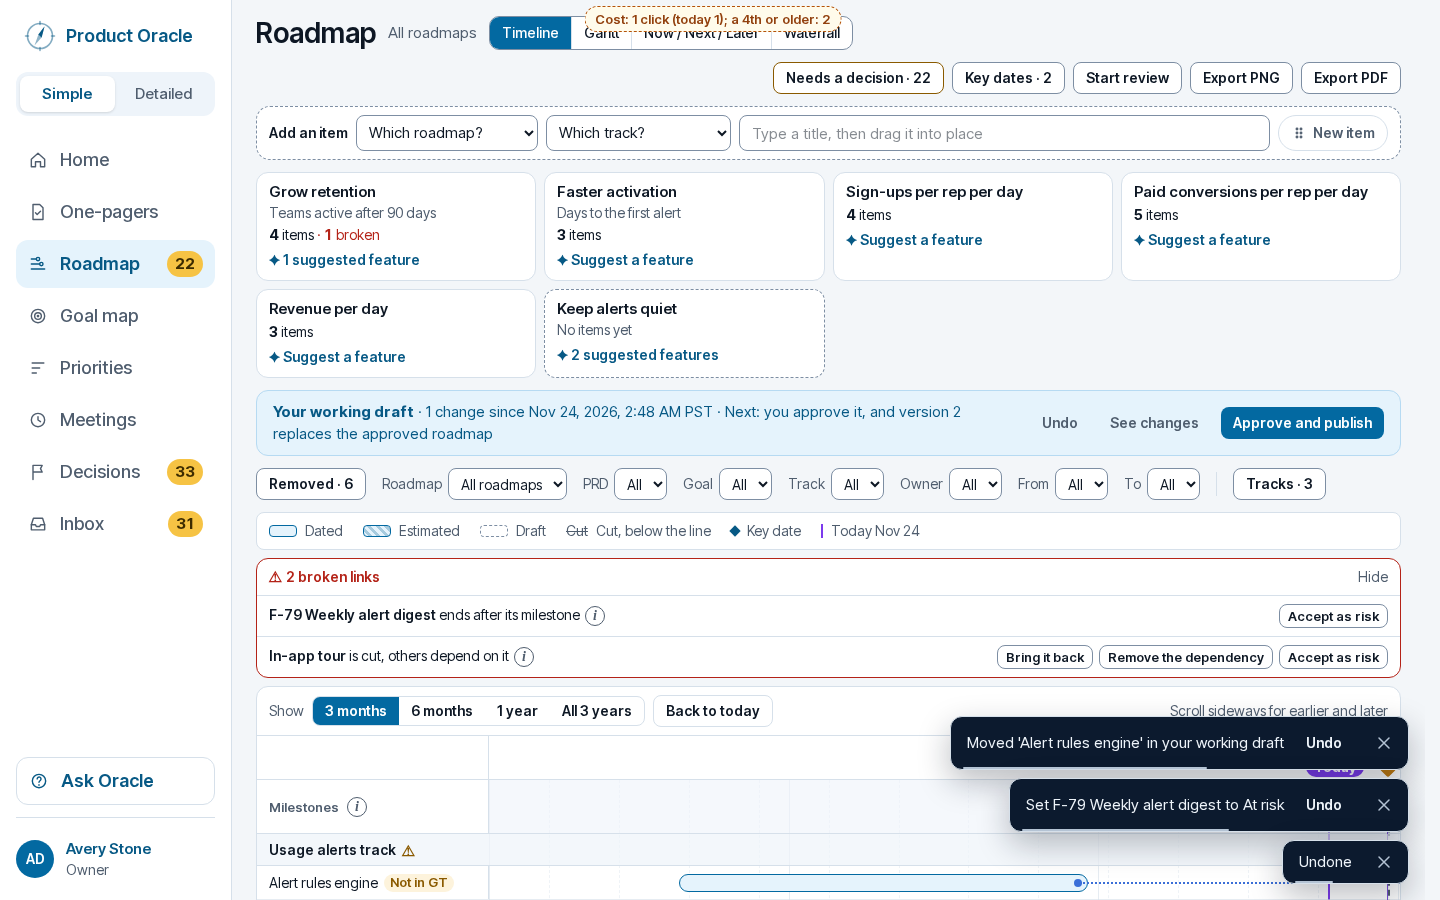 Product Oracle
Simple
Detailed
Home
One-pagers
Roadmap
22
Goal map
Priorities
Meetings
Decisions
33
Inbox
31
Ask Oracle
AD
Avery Stone
Owner
Roadmap
All roadmaps
Timeline
Gantt
Now / Next / Later
Waterfall
Cost: 1 click (today 1); a 4th or older: 2
Needs a decision · 22
Key dates · 2
Start review
Export PNG
Export PDF
Add an item
Which roadmap?
Which track?
Type a title, then drag it into place
New item
Grow retention
Teams active after 90 days
4 items · 1 broken
✦ 1 suggested feature
Faster activation
Days to the first alert
3 items
✦ Suggest a feature
Sign-ups per rep per day
4 items
✦ Suggest a feature
Paid conversions per rep per day
5 items
✦ Suggest a feature
Revenue per day
3 items
✦ Suggest a feature
Keep alerts quiet
No items yet
✦ 2 suggested features
Your working draft · 1 change since Nov 24, 2026, 2:48 AM PST · Next: you approve it, and version 2
replaces the approved roadmap
Undo
See changes
Approve and publish
Removed · 6
Roadmap
All roadmaps
PRD
All
Goal
All
Track
All
Owner
All
From
All
To
All
Tracks · 3
Dated
Estimated
Draft
Cut
Cut, below the line
Key date
Today Nov 24
⚠ 2 broken links
Hide
F-79 Weekly alert digest ends after its milestone
i
Accept as risk
In-app tour is cut, others depend on it
i
Bring it back
Remove the dependency
Accept as risk
Show
3 months
6 months
1 year
All 3 years
Back to today
Scroll sideways for earlier and later
Moved 'Alert rules engine' in your working draft
Undo
Today
Milestones
i
Set F-79 Weekly alert digest to At risk
Undo
Usage alerts track ⚠
Undone
Alert rules engine
Not in GT